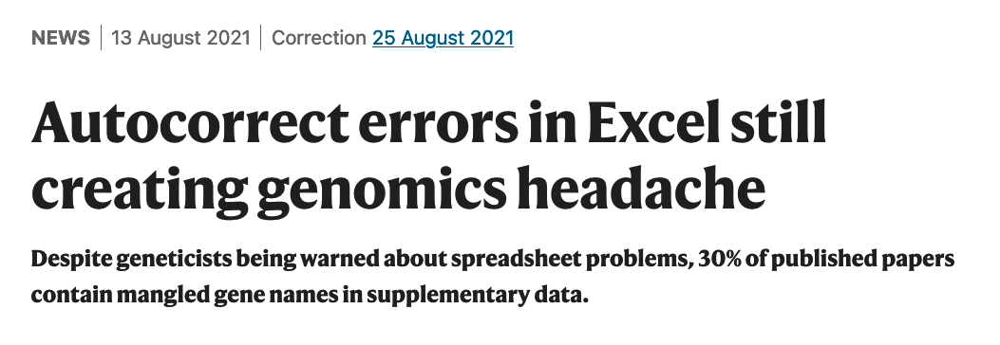 NEWS | 13 August 2021 | Correction 25 August 2021
Autocorrect errors in Excel still
creating genomics headache
Despite geneticists being warned about spreadsheet problems, 30% of published papers
contain mangled gene names in supplementary data.